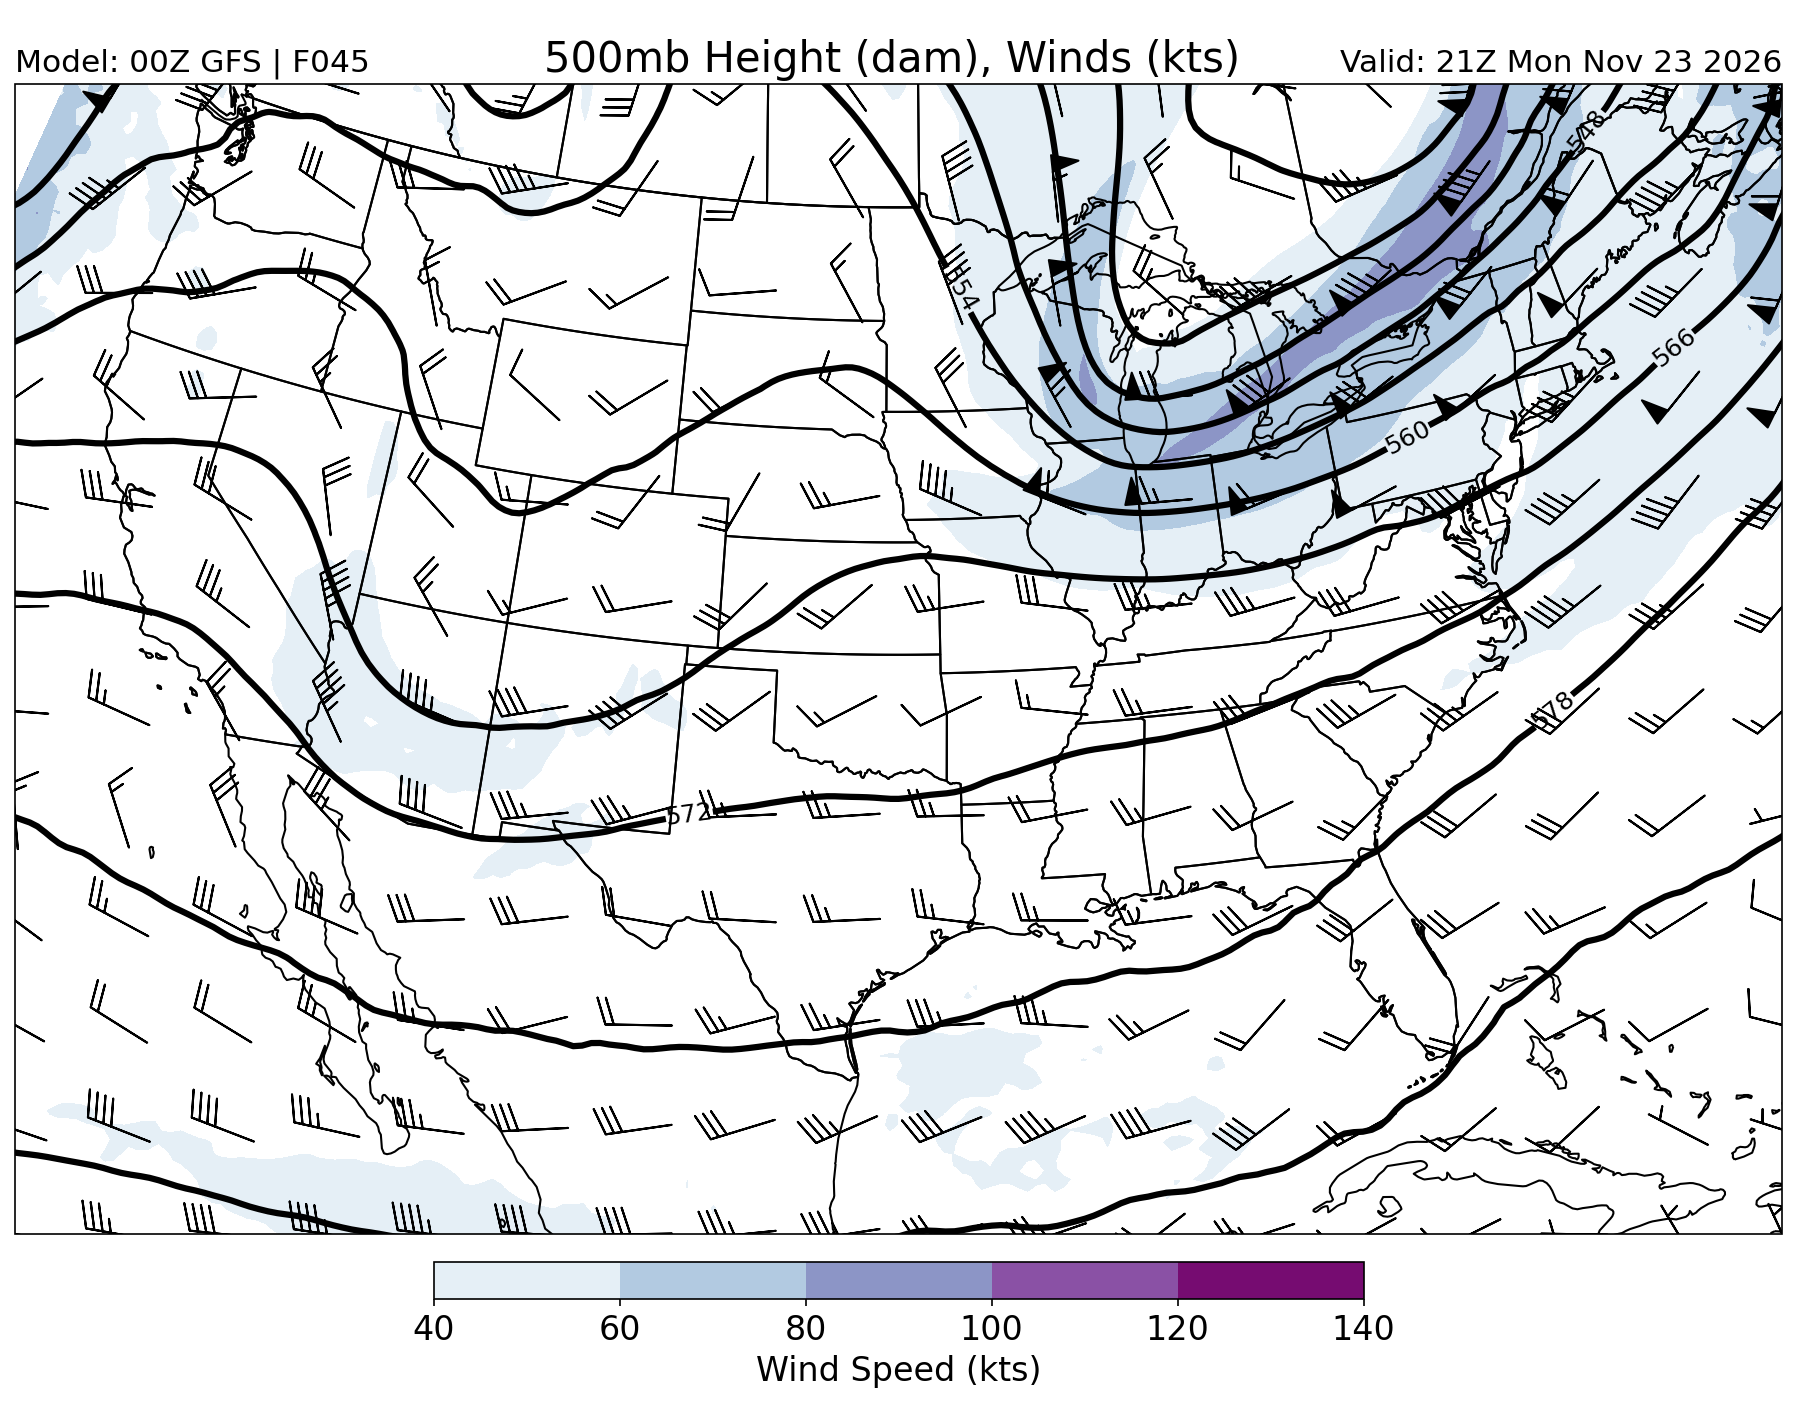 Model: 00Z GFS | F045
500mb Height (dam), Winds (kts)
Valid: 21Z Mon Nov 23 2026
548
554
566
560
578
572
40 60 80 100 120 140
Wind Speed (kts)